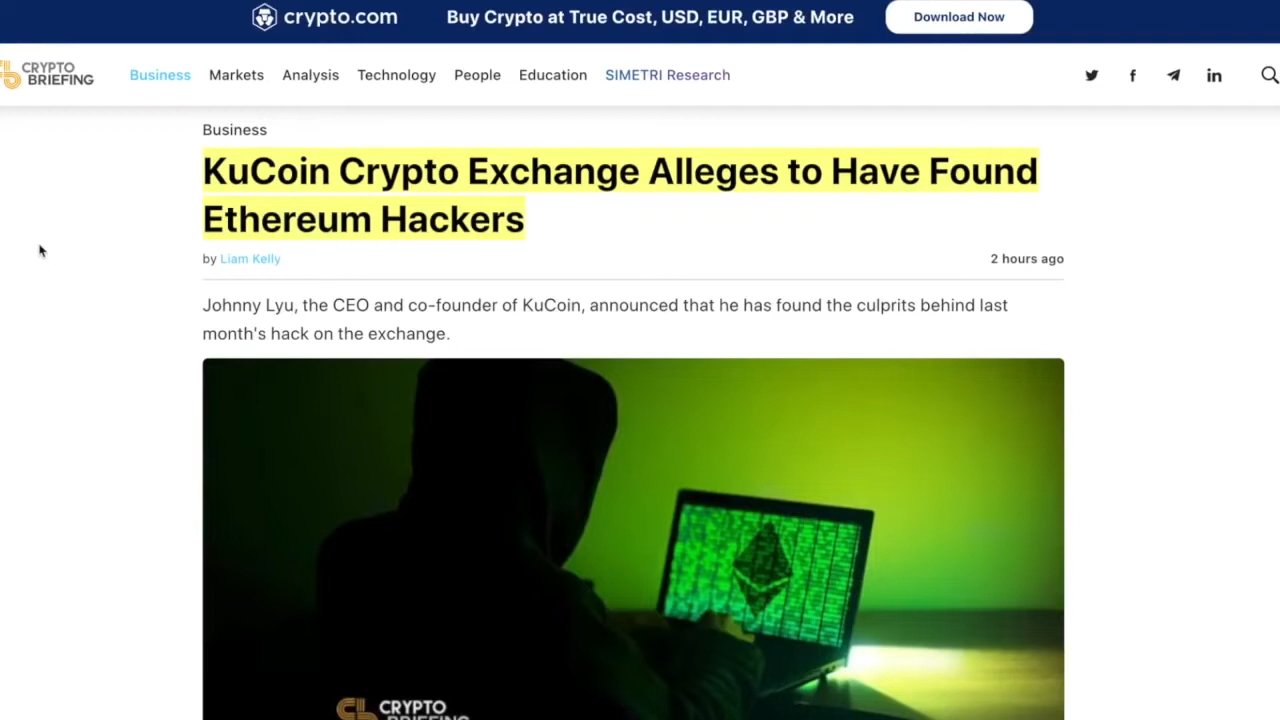 crypto.com
Buy Crypto at True Cost, USD, EUR, GBP & More
Download Now
CRYPTO
BRIEFING
Business Markets Analysis Technology People Education SIMETRI Research
Business
KuCoin Crypto Exchange Alleges to Have Found
Ethereum Hackers
by Liam Kelly
2 hours ago
Johnny Lyu, the CEO and co-founder of KuCoin, announced that he has found the culprits behind last
month's hack on the exchange.
CRYPTO
BRIEFING